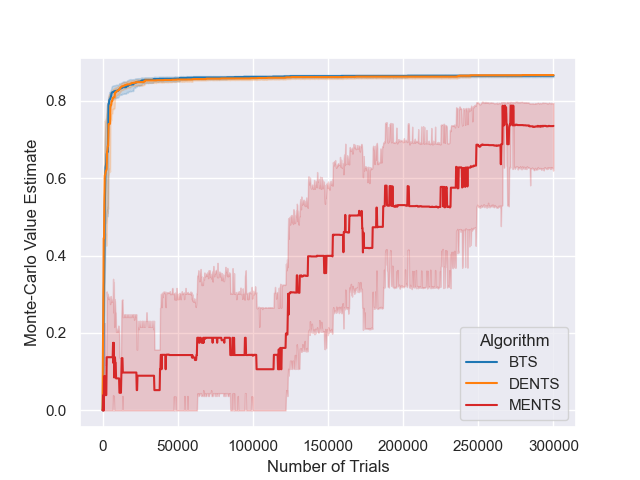 Monte-Carlo Value Estimate
0.8
0.6
0.4
0.2
0.0
Algorithm
BTS
DENTS
MENTS
0 50000 100000 150000 200000 250000 300000
Number of Trials